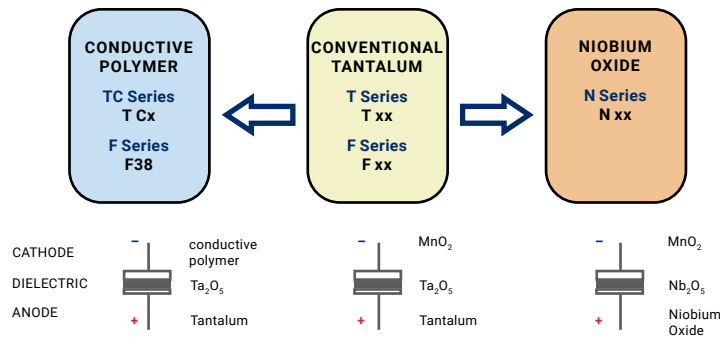 CONDUCTIVE
POLYMER
TC Series
T Cx
F Series
F38
CONVENTIONAL
TANTALUM
T Series
T xx
F Series
F xx
NIOBIUM
OXIDE
N Series
N xx
CATHODE
DIELECTRIC
ANODE
−
conductive
polymer
Ta₂O₅
+
Tantalum
−
MnO₂
Ta₂O₅
+
Tantalum
−
MnO₂
Nb₂O₅
+
Niobium
Oxide